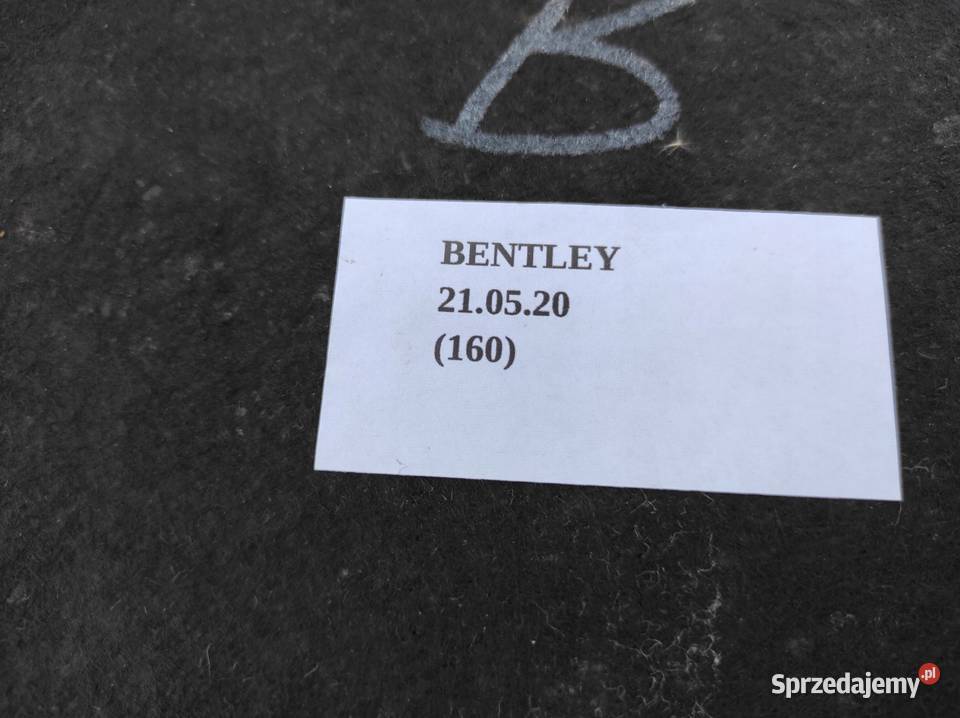 B
BENTLEY
21.05.20
(160)
Sprzedajemy.pl